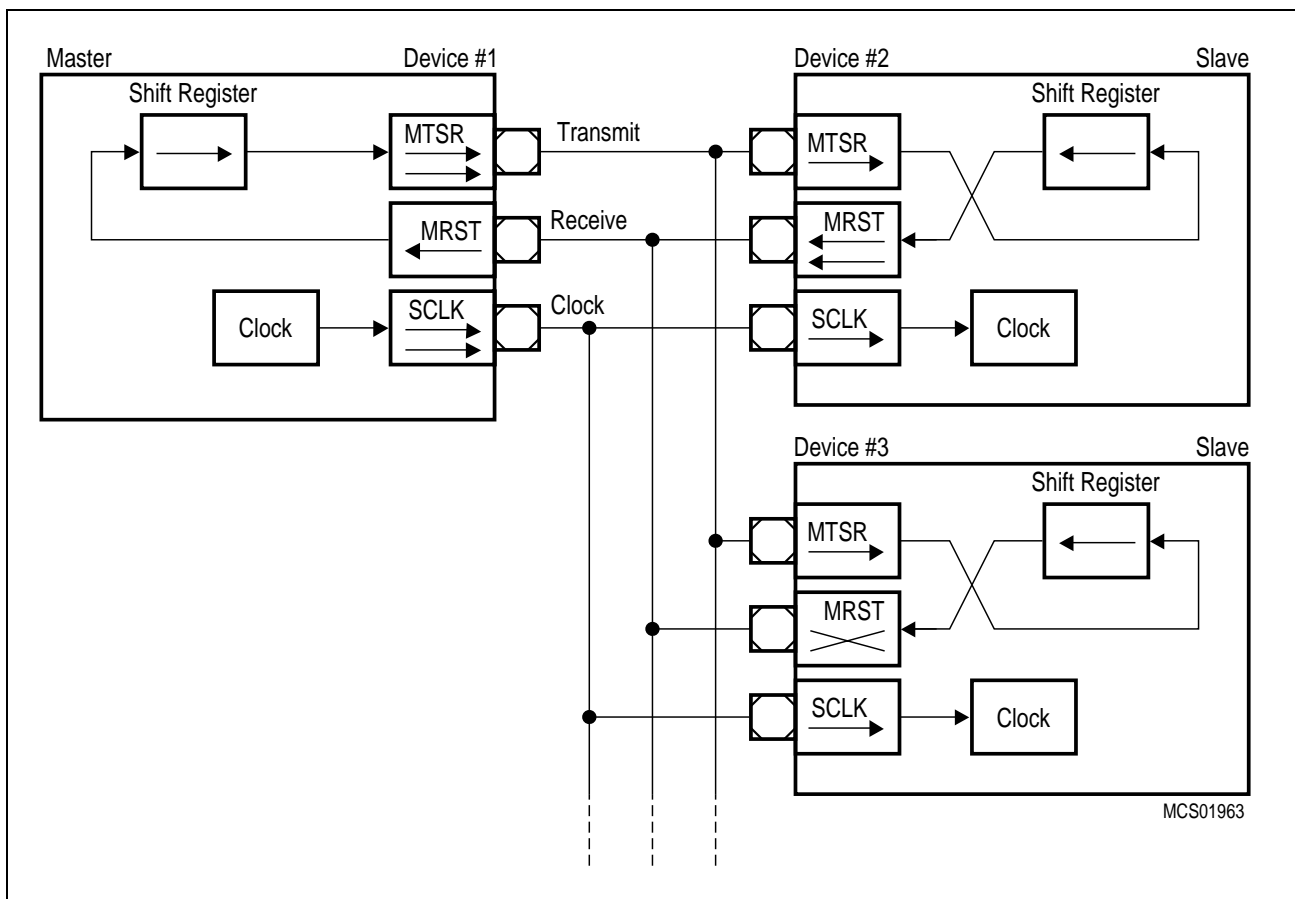 Master
Device #1
Shift Register
MTSR
Transmit
MRST
Receive
Clock
SCLK
Clock
Device #2
Slave
Shift Register
MTSR
MRST
SCLK
Clock
Device #3
Slave
Shift Register
MTSR
MRST
SCLK
Clock
MCS01963